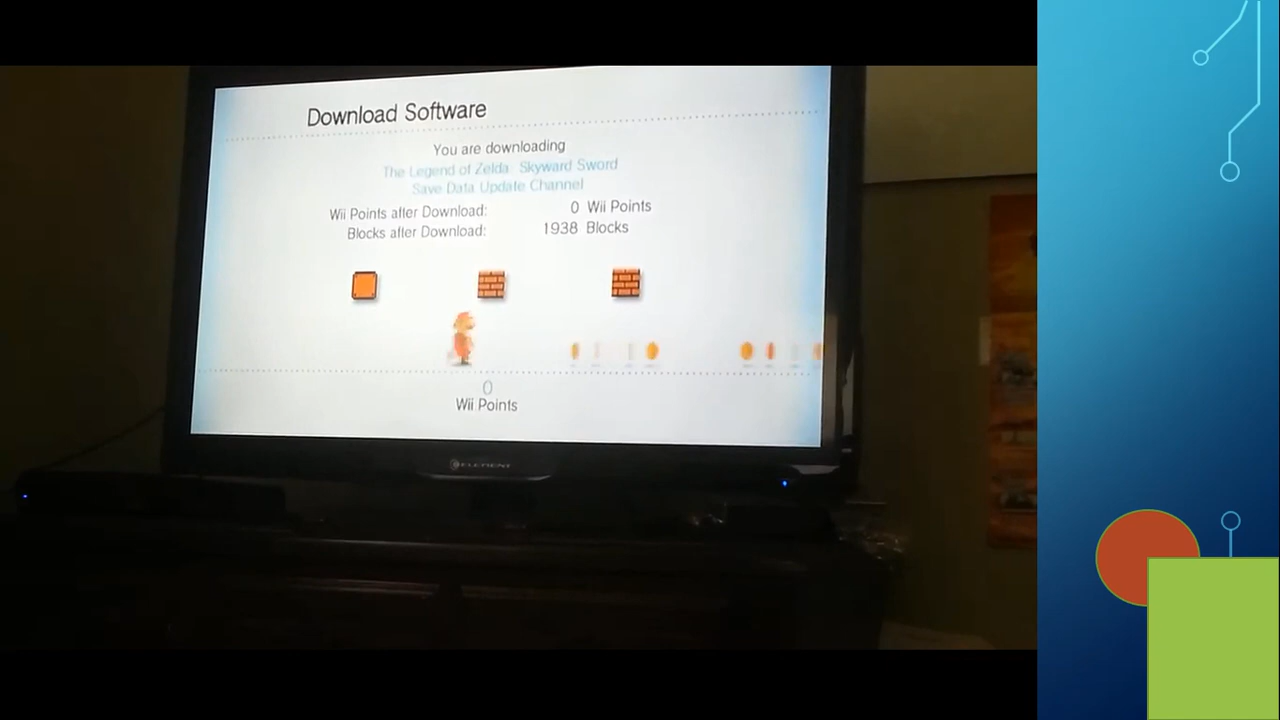 Download Software
You are downloading
The Legend of Zelda: Skyward Sword
Save Data Update Channel
Wii Points after Download: 0 Wii Points
Blocks after Download: 1938 Blocks
0
Wii Points
ELEMENT